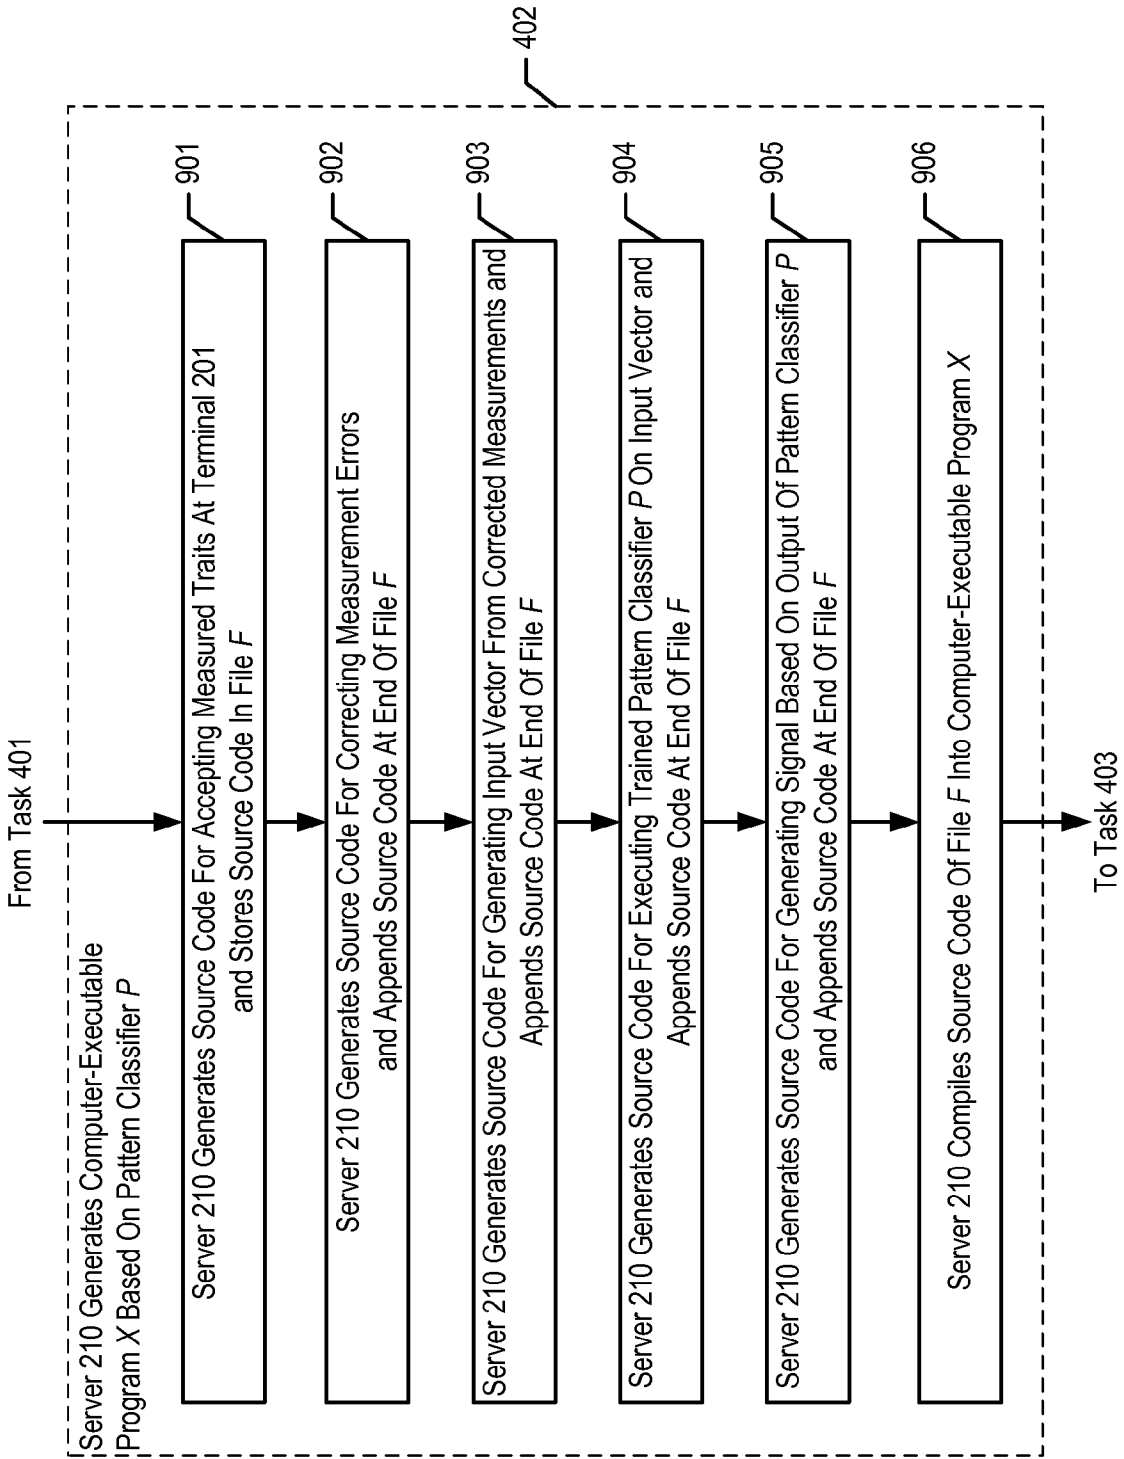 From Task 401
Server 210 Generates Computer-Executable
Program X Based On Pattern Classifier P
402
901
Server 210 Generates Source Code For Accepting Measured Traits At Terminal 201
and Stores Source Code In File F
902
Server 210 Generates Source Code For Correcting Measurement Errors
and Appends Source Code At End Of File F
903
Server 210 Generates Source Code For Generating Input Vector From Corrected Measurements and
Appends Source Code At End Of File F
904
Server 210 Generates Source Code For Executing Trained Pattern Classifier P On Input Vector and
Appends Source Code At End Of File F
905
Server 210 Generates Source Code For Generating Signal Based On Output Of Pattern Classifier P
and Appends Source Code At End Of File F
906
Server 210 Compiles Source Code Of File F Into Computer-Executable Program X
To Task 403